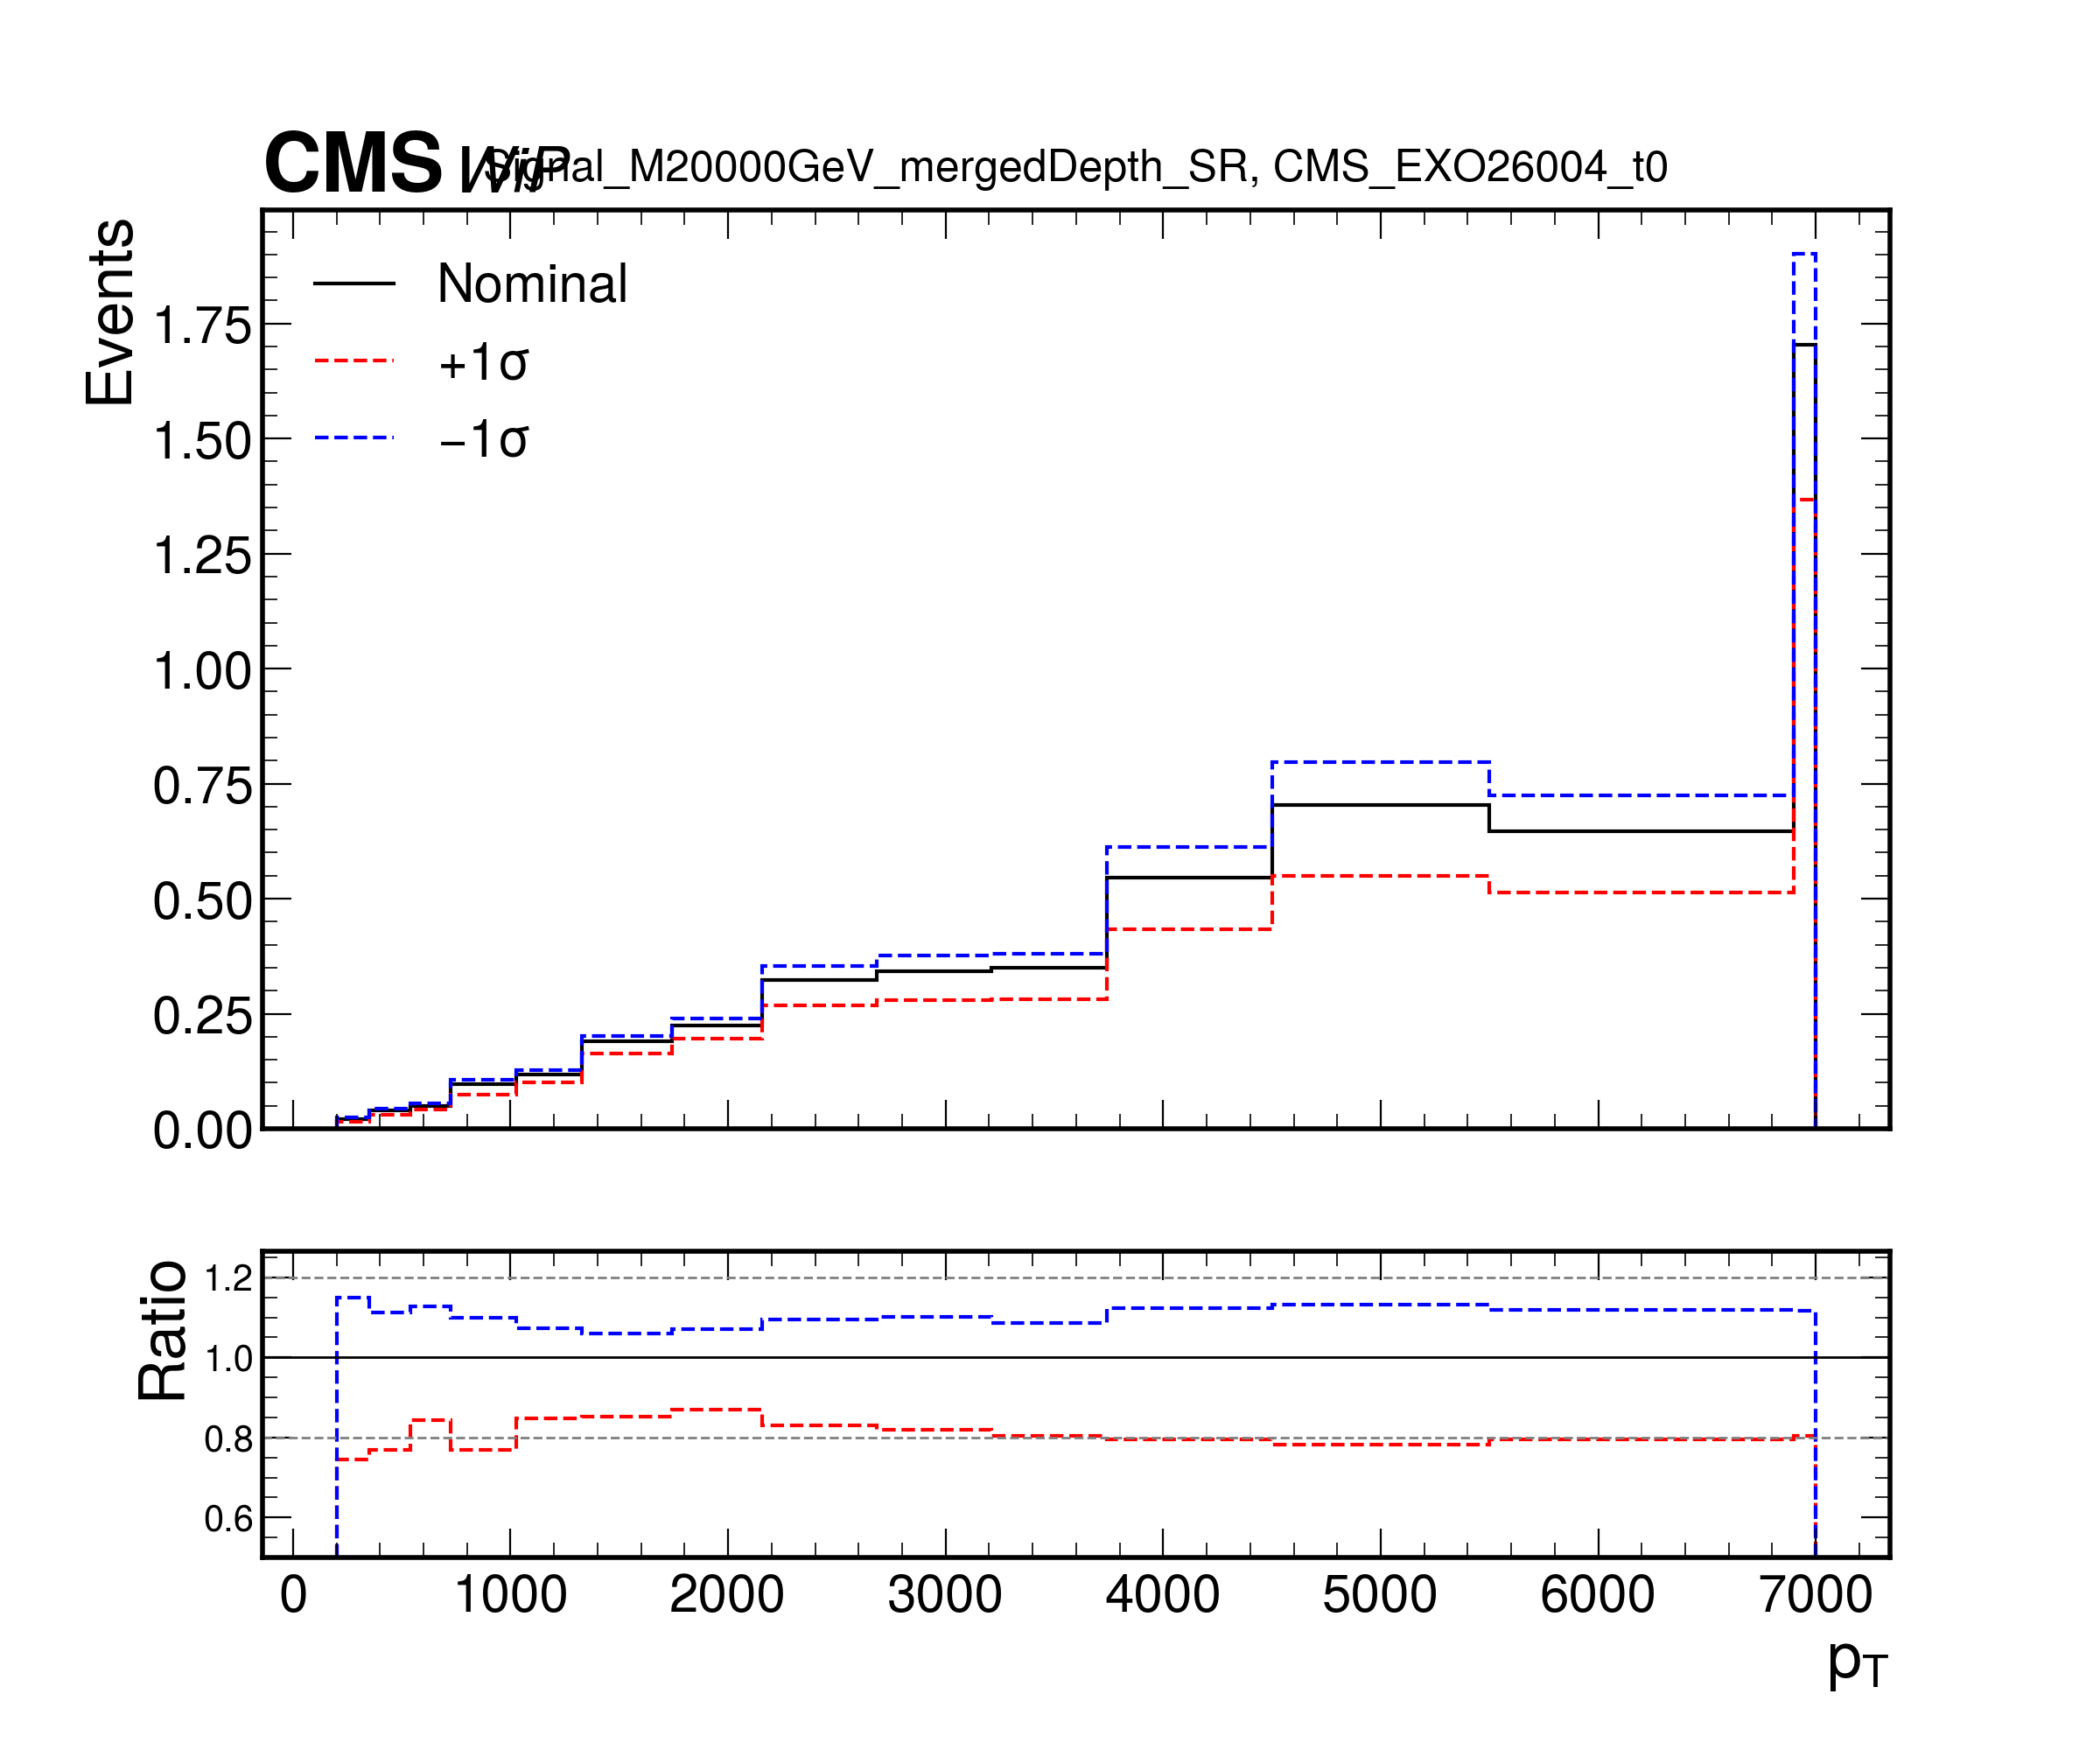 CMS WiP Signal_M20000GeV_mergedDepth_SR, CMS_EXO26004_t0
Events
Nominal
+1σ
−1σ
1.75
1.50
1.25
1.00
0.75
0.50
0.25
0.00
Ratio
1.2
1.0
0.8
0.6
0 1000 2000 3000 4000 5000 6000 7000
pT